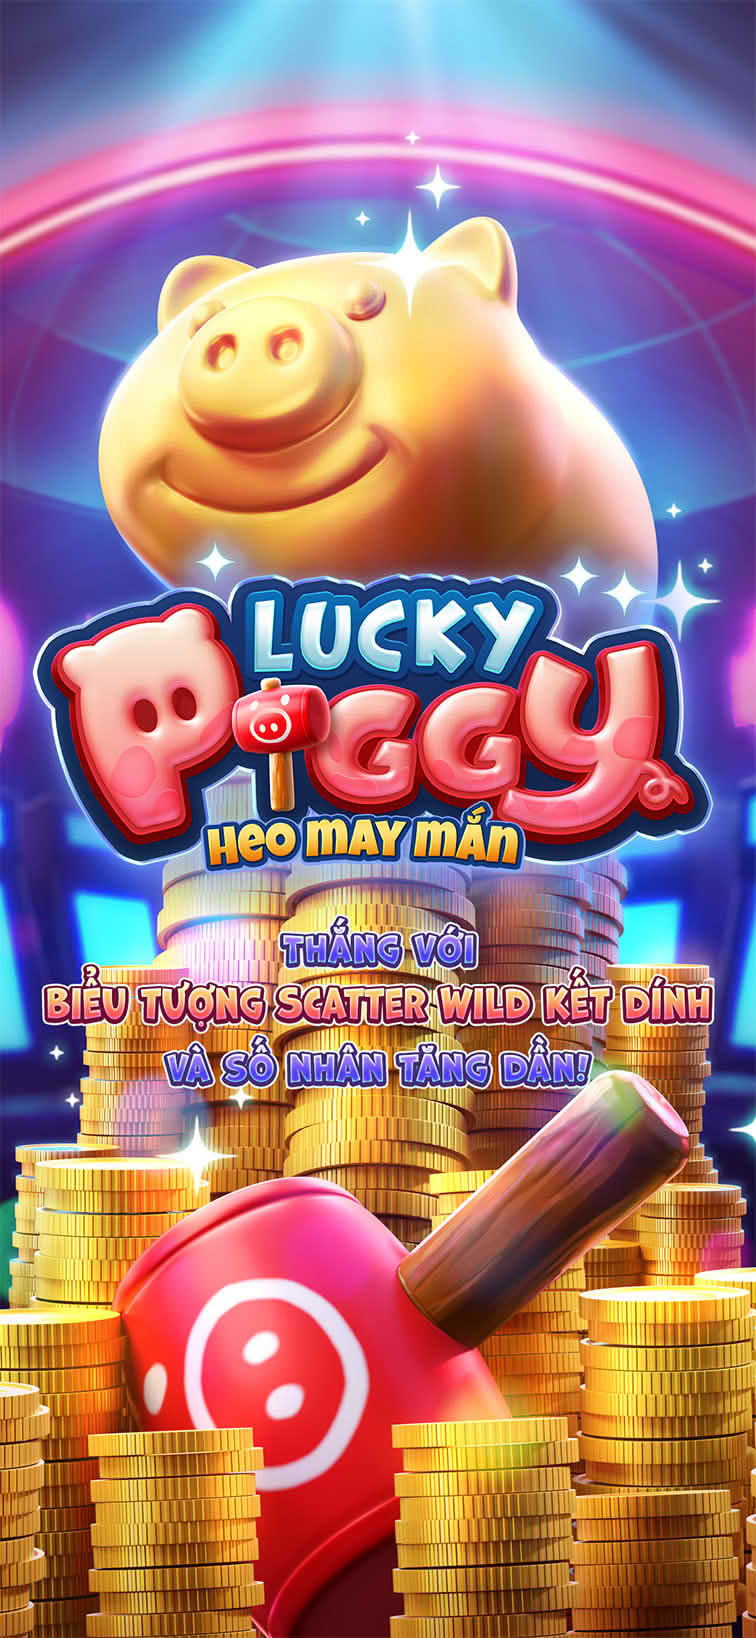 LUCKY
PIGGY
HEO MAY MẮN
THẮNG VỚI
BIỂU TƯỢNG SCATTER WILD KẾT DÍNH
VÀ SỐ NHÂN TĂNG DẦN!